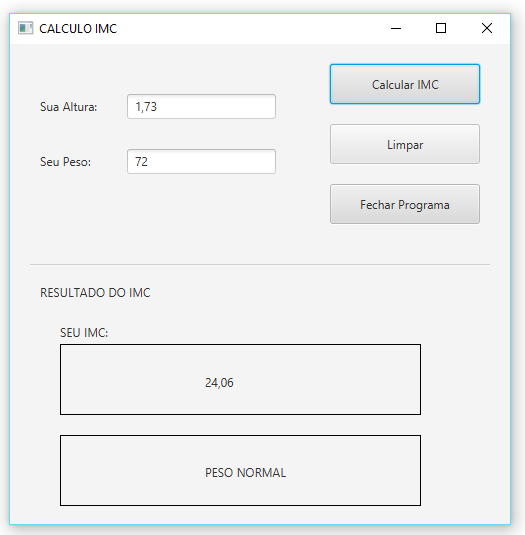 CALCULO IMC
Calcular IMC
Sua Altura: 1,73
Limpar
Seu Peso: 72
Fechar Programa
RESULTADO DO IMC
SEU IMC:
24,06
PESO NORMAL